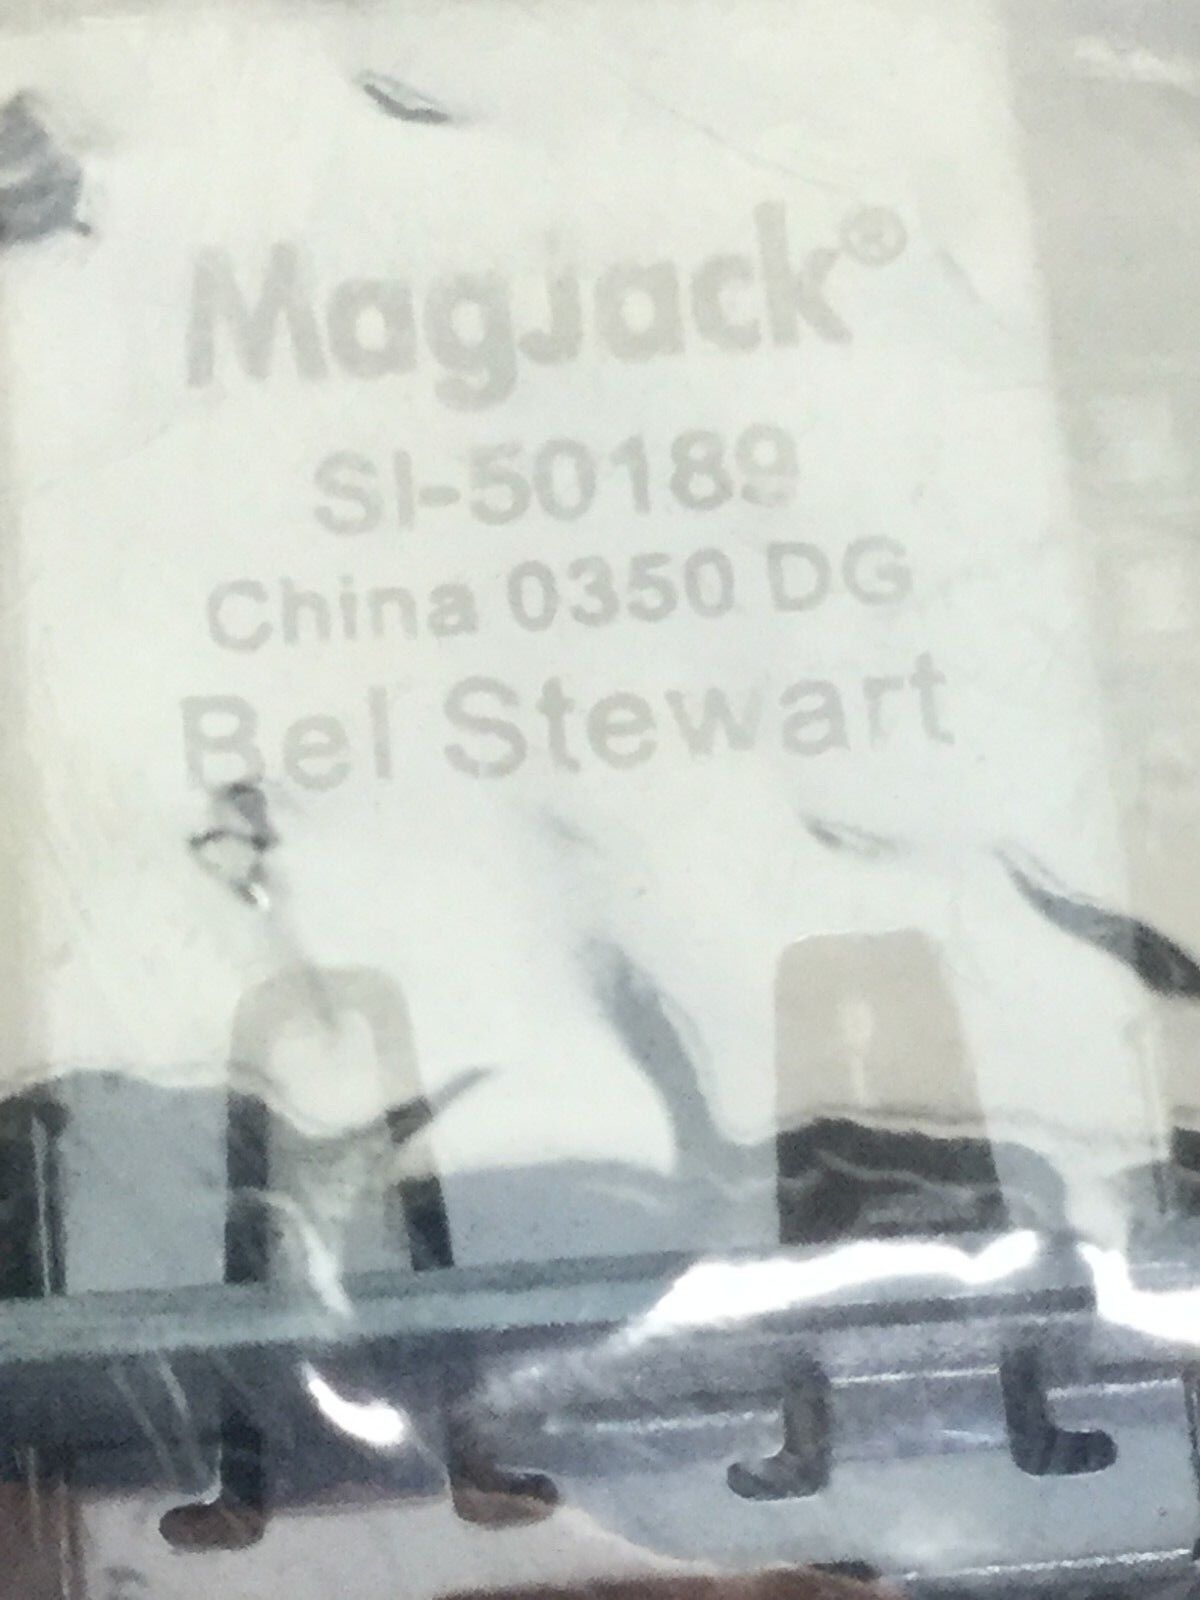 MagJack®
SI-50189
China 0350 DG
Bel Stewart